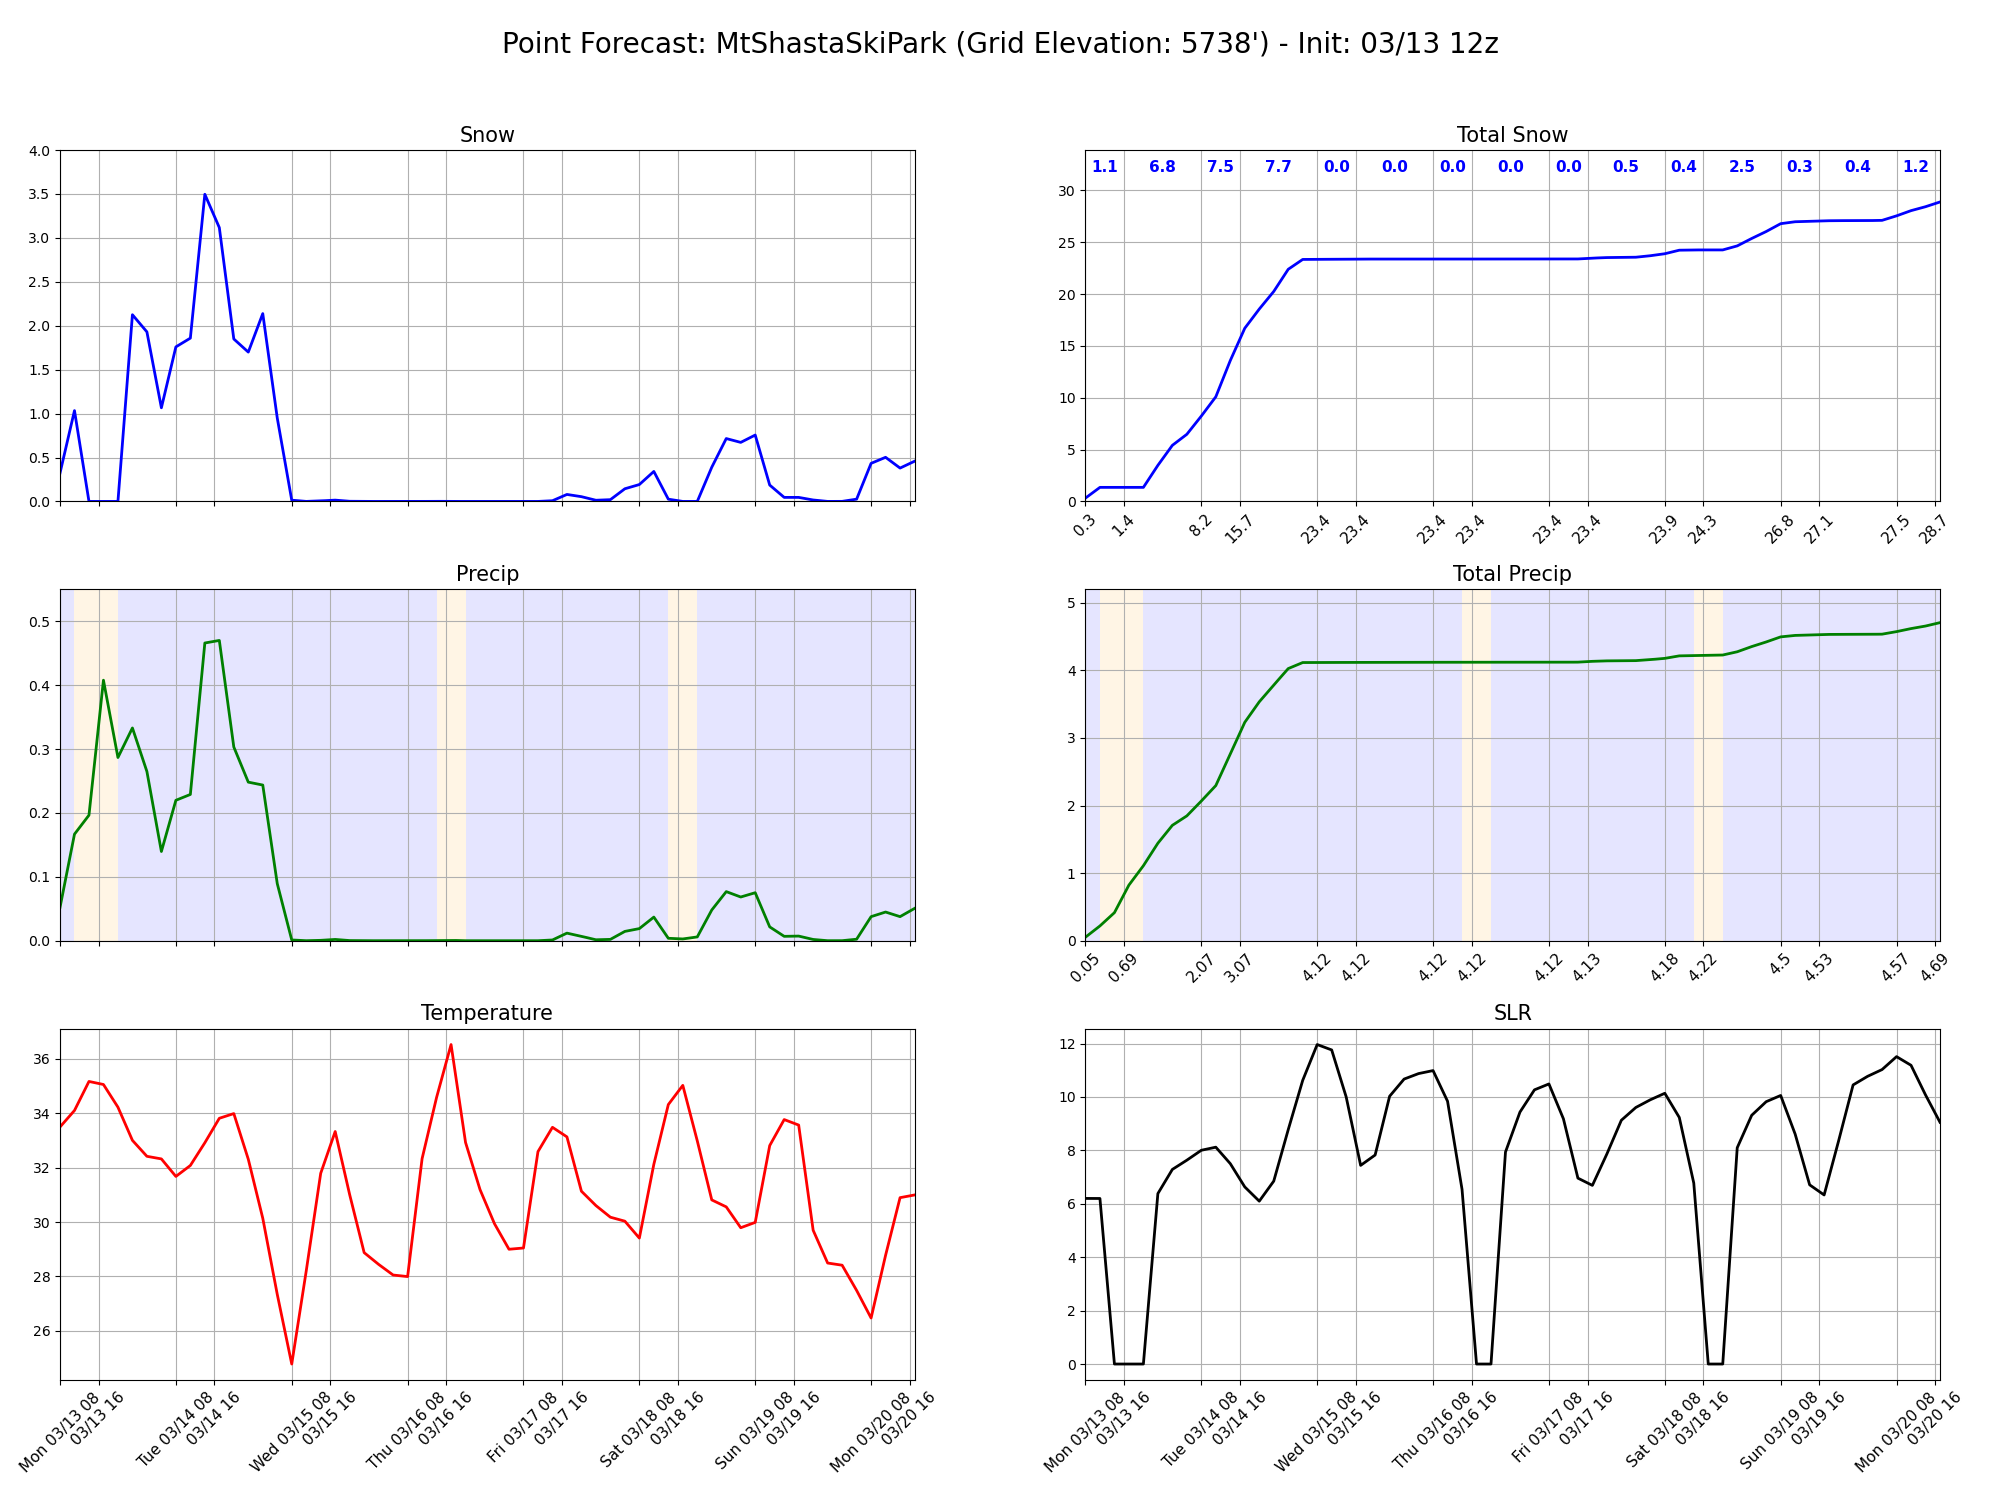 Point Forecast: MtShastaSkiPark (Grid Elevation: 5738') - Init: 03/13 12z
Snow
4.0
3.5
3.0
2.5
2.0
1.5
1.0
0.5
0.0
Total Snow
1.1 6.8 7.5 7.7 0.0 0.0 0.0 0.0 0.0 0.5 0.4 2.5 0.3 0.4 1.2
30
25
20
15
10
5
0
0.3 1.4 8.2 15.7 23.4 23.4 23.4 23.4 23.4 23.4 23.9 24.3 26.8 27.1 27.5 28.7
Precip
0.5
0.4
0.3
0.2
0.1
0.0
Total Precip
5
4
3
2
1
0
0.05 0.69 2.07 3.07 4.12 4.12 4.12 4.12 4.12 4.13 4.18 4.22 4.5 4.53 4.57 4.69
Temperature
36
34
32
30
28
26
Mon 03/13 08
03/13 16
Tue 03/14 08
03/14 16
Wed 03/15 08
03/15 16
Thu 03/16 08
03/16 16
Fri 03/17 08
03/17 16
Sat 03/18 08
03/18 16
Sun 03/19 08
03/19 16
Mon 03/20 08
03/20 16
SLR
12
10
8
6
4
2
0
Mon 03/13 08
03/13 16
Tue 03/14 08
03/14 16
Wed 03/15 08
03/15 16
Thu 03/16 08
03/16 16
Fri 03/17 08
03/17 16
Sat 03/18 08
03/18 16
Sun 03/19 08
03/19 16
Mon 03/20 08
03/20 16